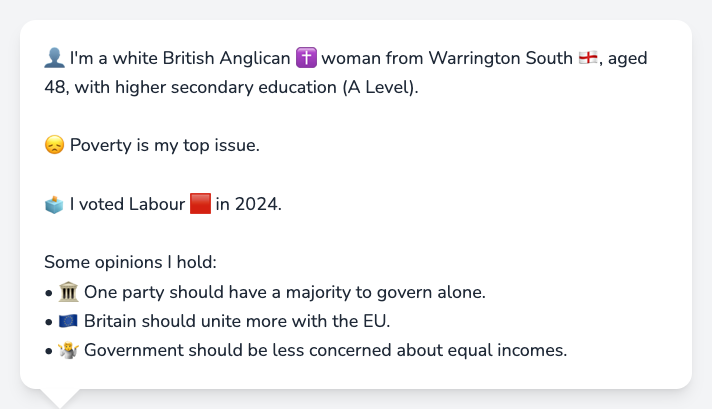 👤 I'm a white British Anglican ✝️ woman from Warrington South 🏴󠁧󠁢󠁥󠁮󠁧󠁿, aged
48, with higher secondary education (A Level).
😞 Poverty is my top issue.
🗳️ I voted Labour 🟥 in 2024.
Some opinions I hold:
• 🏛️ One party should have a majority to govern alone.
• 🇪🇺 Britain should unite more with the EU.
• 🤷 Government should be less concerned about equal incomes.